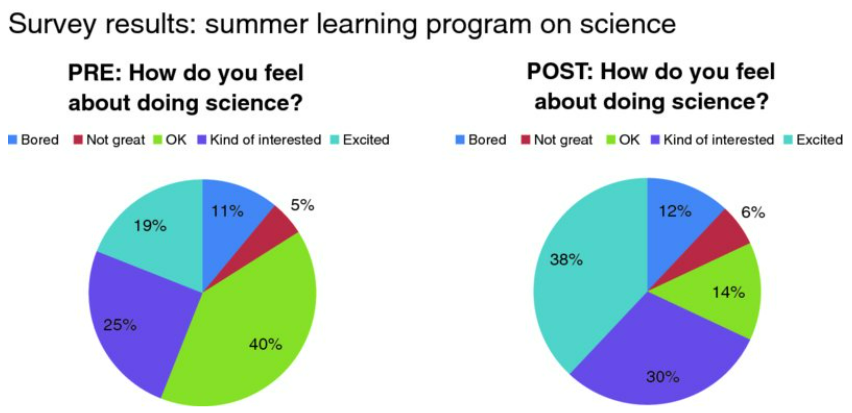 Survey results: summer learning program on science
PRE: How do you feel
about doing science?
Bored Not great OK Kind of interested Excited
11%
5%
19%
25%
40%
POST: How do you feel
about doing science?
Bored Not great OK Kind of interested Excited
12%
6%
38%
14%
30%